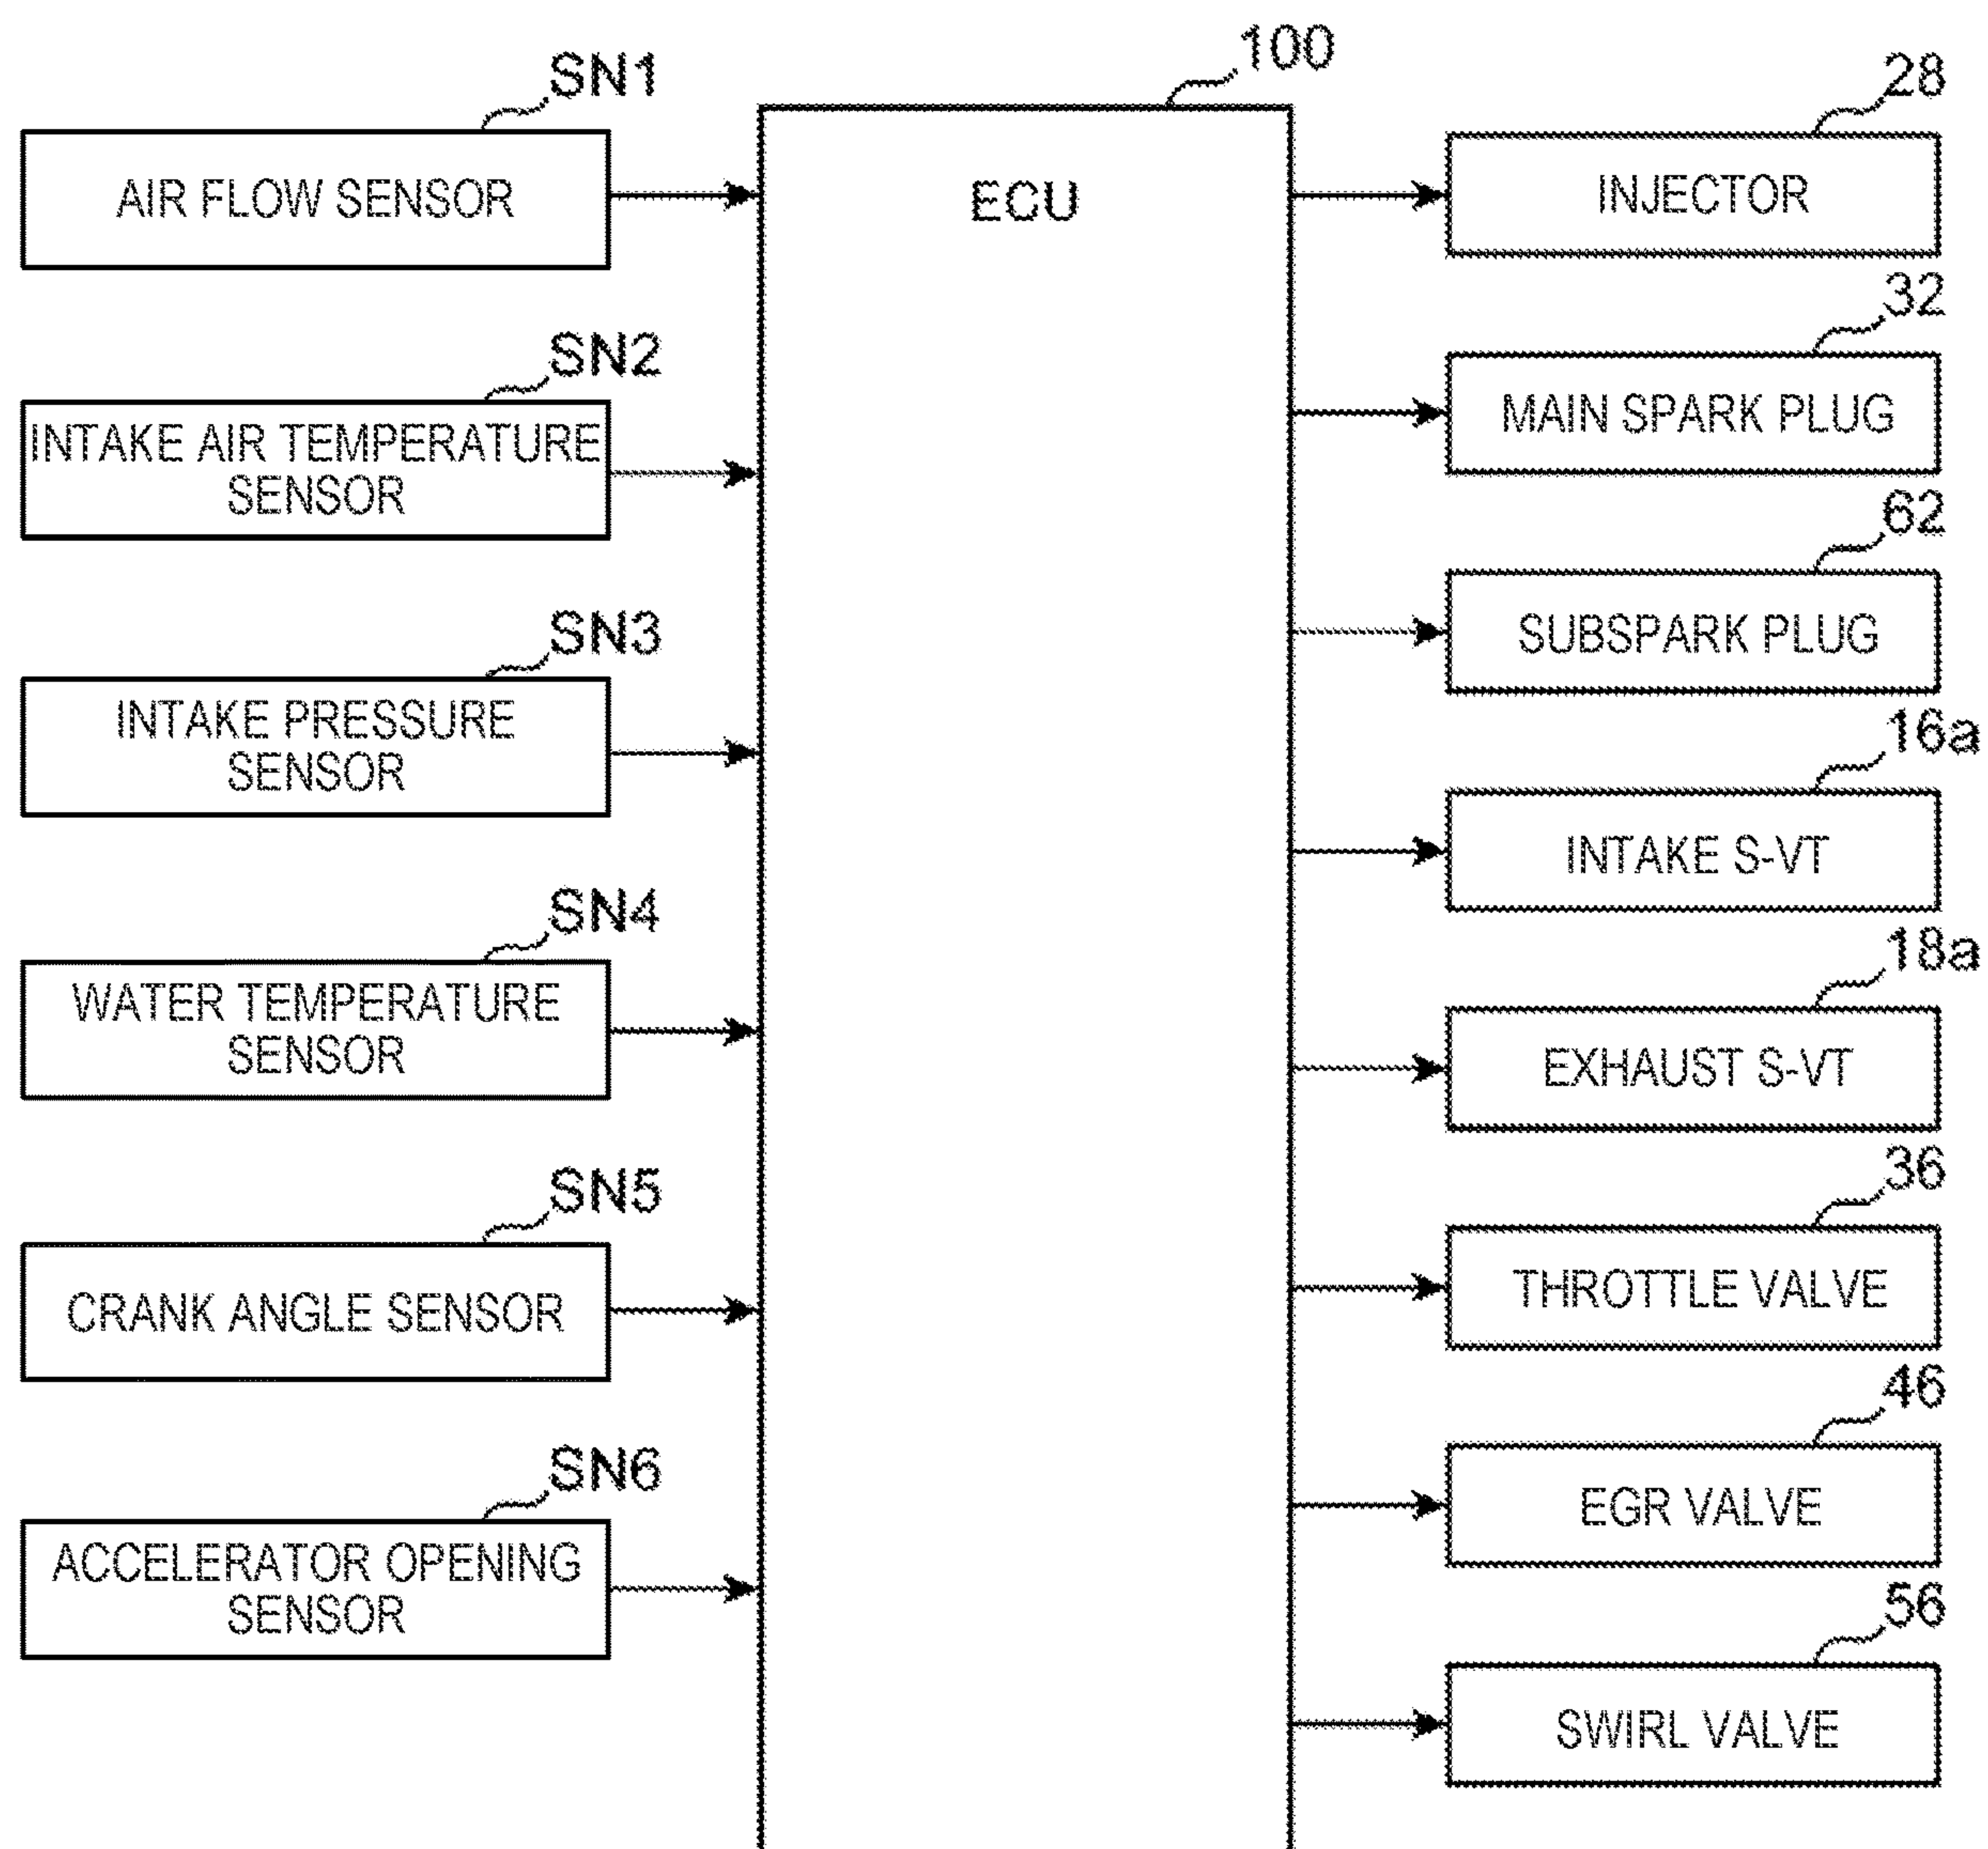 100
ECU
SN1
AIR FLOW SENSOR
SN2
INTAKE AIR TEMPERATURE
SENSOR
SN3
INTAKE PRESSURE
SENSOR
SN4
WATER TEMPERATURE
SENSOR
SN5
CRANK ANGLE SENSOR
SN6
ACCELERATOR OPENING
SENSOR
28
INJECTOR
32
MAIN SPARK PLUG
62
SUBSPARK PLUG
16a
INTAKE S-VT
18a
EXHAUST S-VT
36
THROTTLE VALVE
46
EGR VALVE
56
SWIRL VALVE